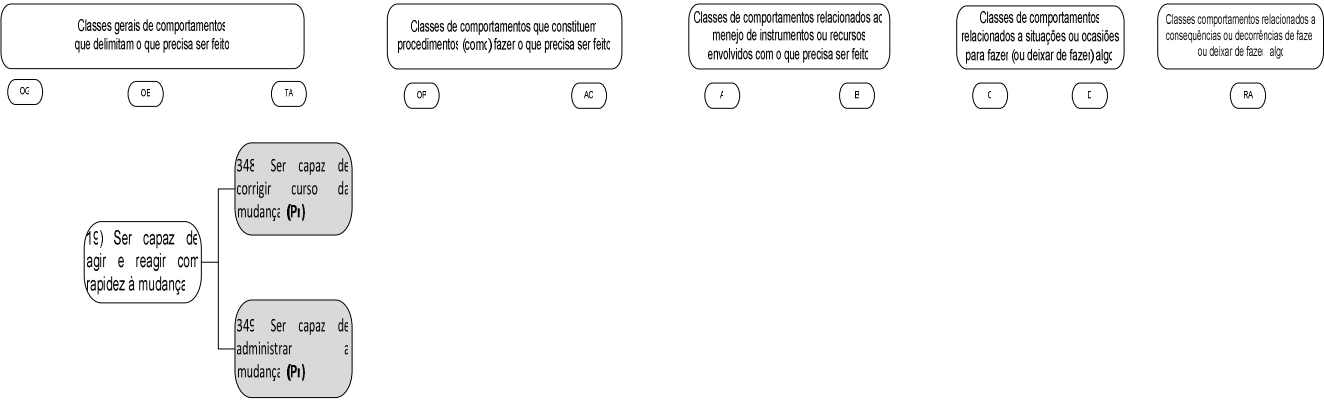 Classes gerais de comportamentos
que delimitam o que precisa ser feito
Classes de comportamentos que constituem
procedimentos (como) fazer o que precisa ser feito
Classes de comportamentos relacionados ao
menejo de instrumentos ou recursos
envolvidos com o que precisa ser feito
Classes de comportamentos
relacionados a situações ou ocasiões
para fazer (ou deixar de fazer) algo
Classes comportamentos relacionados a
consequências ou decorrências de faze
ou deixar de fazer algo
OG OE TA OP AC A B C D RA
348 Ser capaz de
corrigir curso da
mudança (Pr)
19) Ser capaz de
agir e reagir com
rapidez à mudança
349 Ser capaz de
administrar a
mudança (Pr)